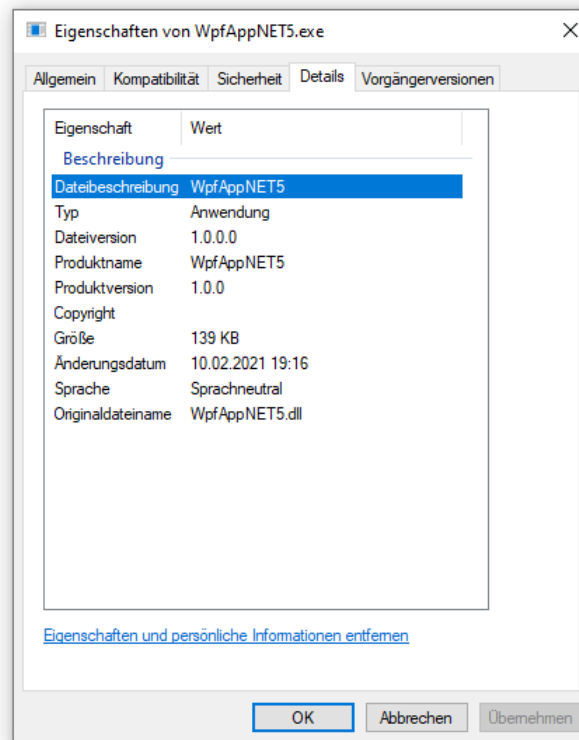 Eigenschaften von WpfAppNET5.exe
Allgemein Kompatibilität Sicherheit Details Vorgängerversionen
Eigenschaft Wert
Beschreibung
Dateibeschreibung WpfAppNET5
Typ Anwendung
Dateiversion 1.0.0.0
Produktname WpfAppNET5
Produktversion 1.0.0
Copyright
Größe 139 KB
Änderungsdatum 10.02.2021 19:16
Sprache Sprachneutral
Originaldateiname WpfAppNET5.dll
Eigenschaften und persönliche Informationen entfernen
OK Abbrechen Übernehmen